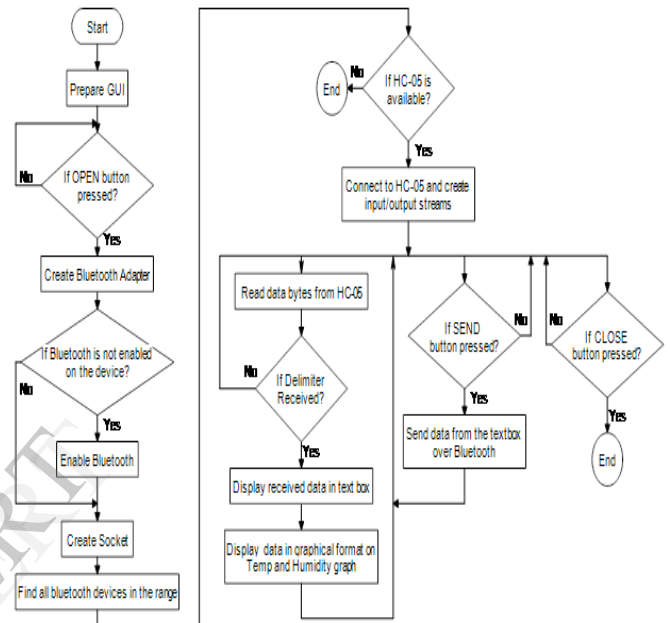 Start
Prepare GUI
If OPEN button
pressed?
No
Yes
Create Bluetooth Adapter
If Bluetooth is not enabled
on the device?
No
Yes
Enable Bluetooth
Create Socket
Find all bluetooth devices in the range
If HC-05 is
available?
No
End
Yes
Connect to HC-05 and create
input/output streams
Read data bytes from HC-05
If Delimiter
Received?
No
Yes
Display received data in text box
Display data in graphical format on
Temp and Humidity graph
If SEND
button pressed?
No
Yes
Send data from the textbox
over Bluetooth
If CLOSE
button pressed?
No
Yes
End
ERT